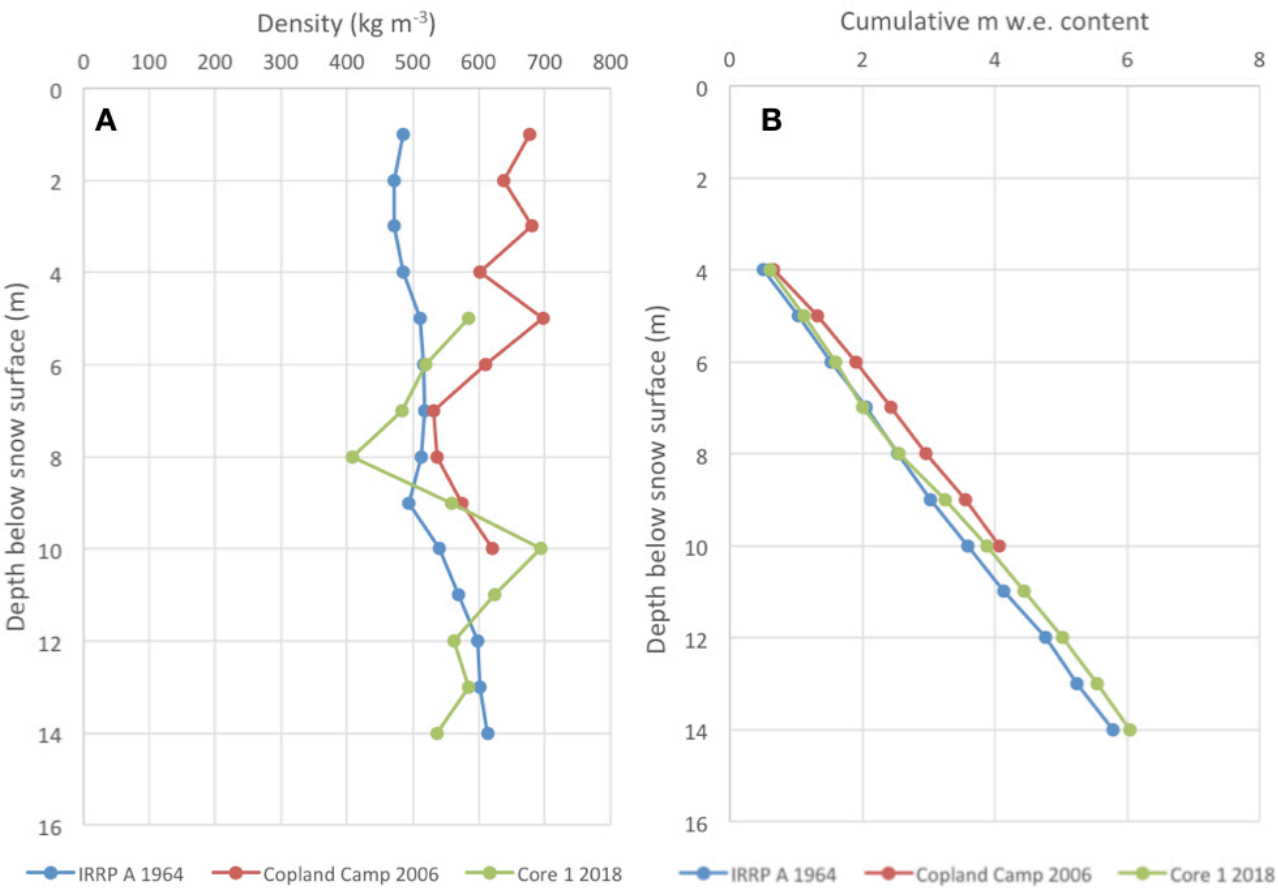 Density (kg m-3)
0 100 200 300 400 500 600 700 800
A
0
2
4
6
8
10
12
14
16
Depth below snow surface (m)
IRRP A 1964 Copland Camp 2006 Core 1 2018
Cumulative m w.e. content
0 2 4 6 8
B
0
2
4
6
8
10
12
14
16
Depth below snow surface (m)
IRRP A 1964 Copland Camp 2006 Core 1 2018